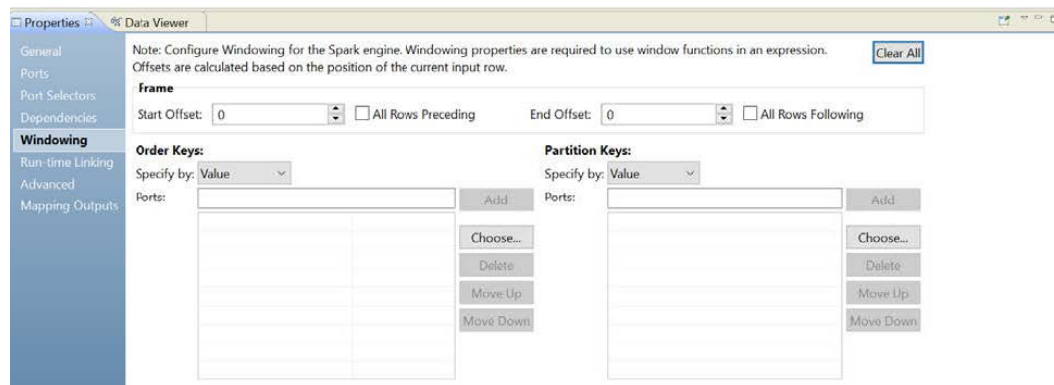 Properties Data Viewer
General
Ports
Port Selectors
Dependencies
Windowing
Run-time Linking
Advanced
Mapping Outputs
Note: Configure Windowing for the Spark engine. Windowing properties are required to use window functions in an expression.
Offsets are calculated based on the position of the current input row.
Clear All
Frame
Start Offset: 0 All Rows Preceding End Offset: 0 All Rows Following
Order Keys:
Specify by: Value
Ports: Add
Choose...
Delete
Move Up
Move Down
Partition Keys:
Specify by: Value
Ports: Add
Choose...
Delete
Move Up
Move Down